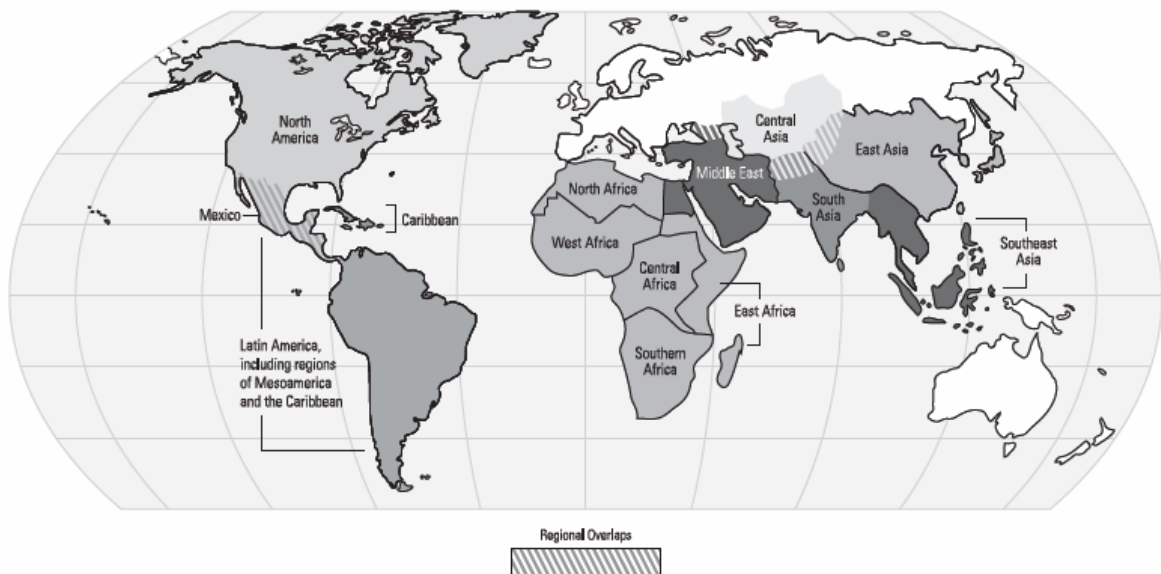 North
America
Mexico
Caribbean
Latin America,
including regions
of Mesoamerica
and the Caribbean
North Africa
West Africa
Central
Africa
East Africa
Southern
Africa
Middle East
Central
Asia
East Asia
South
Asia
Southeast
Asia
Regional Overlaps